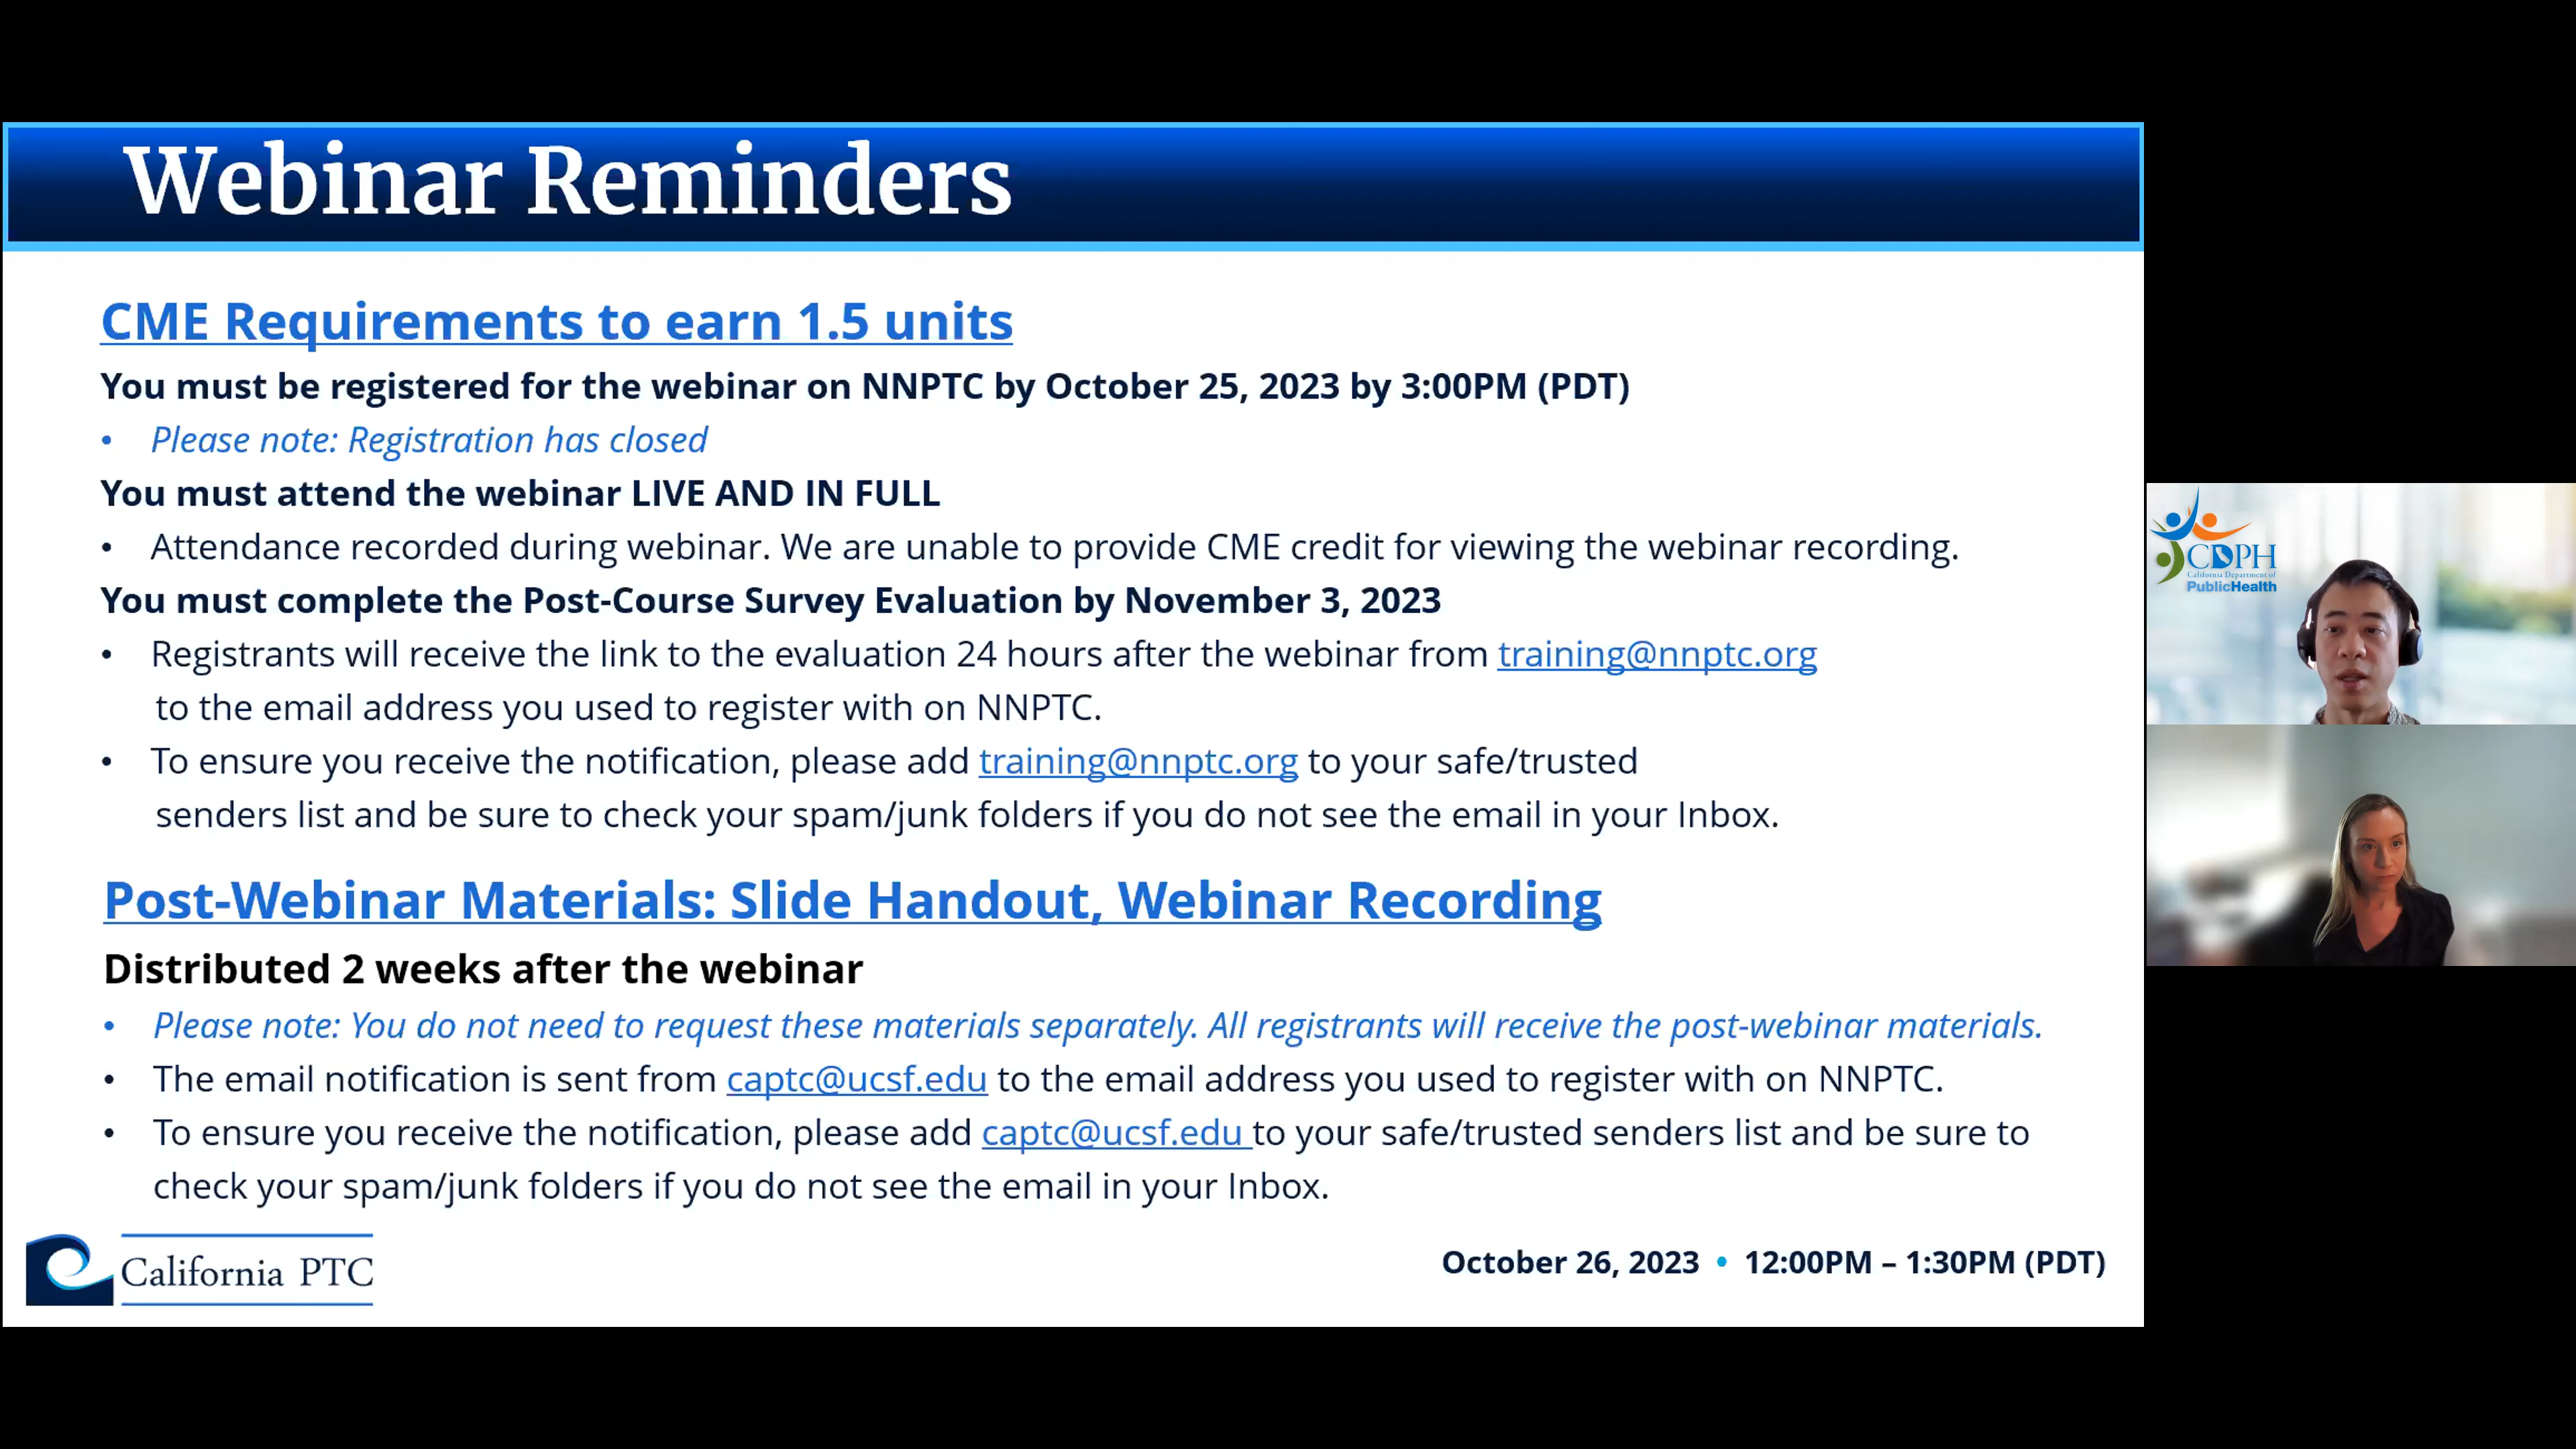 Webinar Reminders
CME Requirements to earn 1.5 units
You must be registered for the webinar on NNPTC by October 25, 2023 by 3:00PM (PDT)
• Please note: Registration has closed
You must attend the webinar LIVE AND IN FULL
• Attendance recorded during webinar. We are unable to provide CME credit for viewing the webinar recording.
You must complete the Post-Course Survey Evaluation by November 3, 2023
• Registrants will receive the link to the evaluation 24 hours after the webinar from training@nnptc.org
to the email address you used to register with on NNPTC.
• To ensure you receive the notification, please add training@nnptc.org to your safe/trusted
senders list and be sure to check your spam/junk folders if you do not see the email in your Inbox.
Post-Webinar Materials: Slide Handout, Webinar Recording
Distributed 2 weeks after the webinar
• Please note: You do not need to request these materials separately. All registrants will receive the post-webinar materials.
• The email notification is sent from captc@ucsf.edu to the email address you used to register with on NNPTC.
• To ensure you receive the notification, please add captc@ucsf.edu to your safe/trusted senders list and be sure to
check your spam/junk folders if you do not see the email in your Inbox.
California PTC
October 26, 2023 • 12:00PM – 1:30PM (PDT)
CDPH
California Department of
PublicHealth